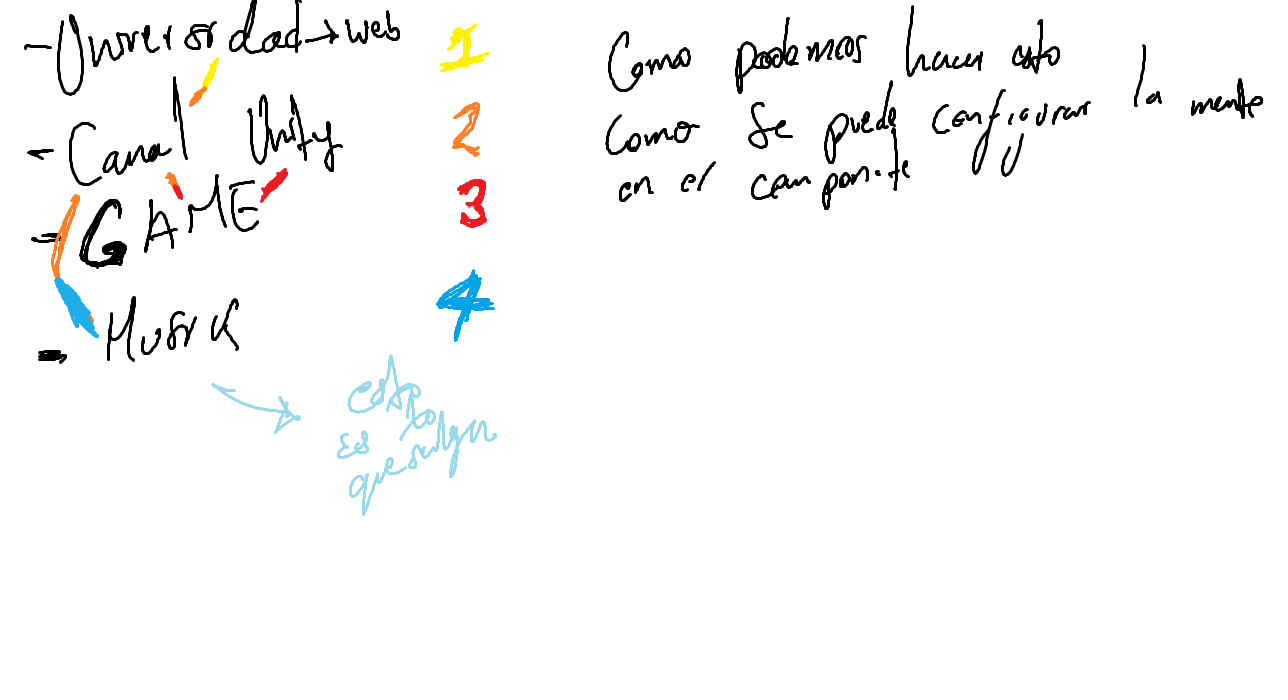 - Universidad → web 1
- Canal Unity 2
- GAME 3
- Musik 4
esto
es lo
que salga
Como podemos hacer esto
Como se puede configurar la mente
en el componente